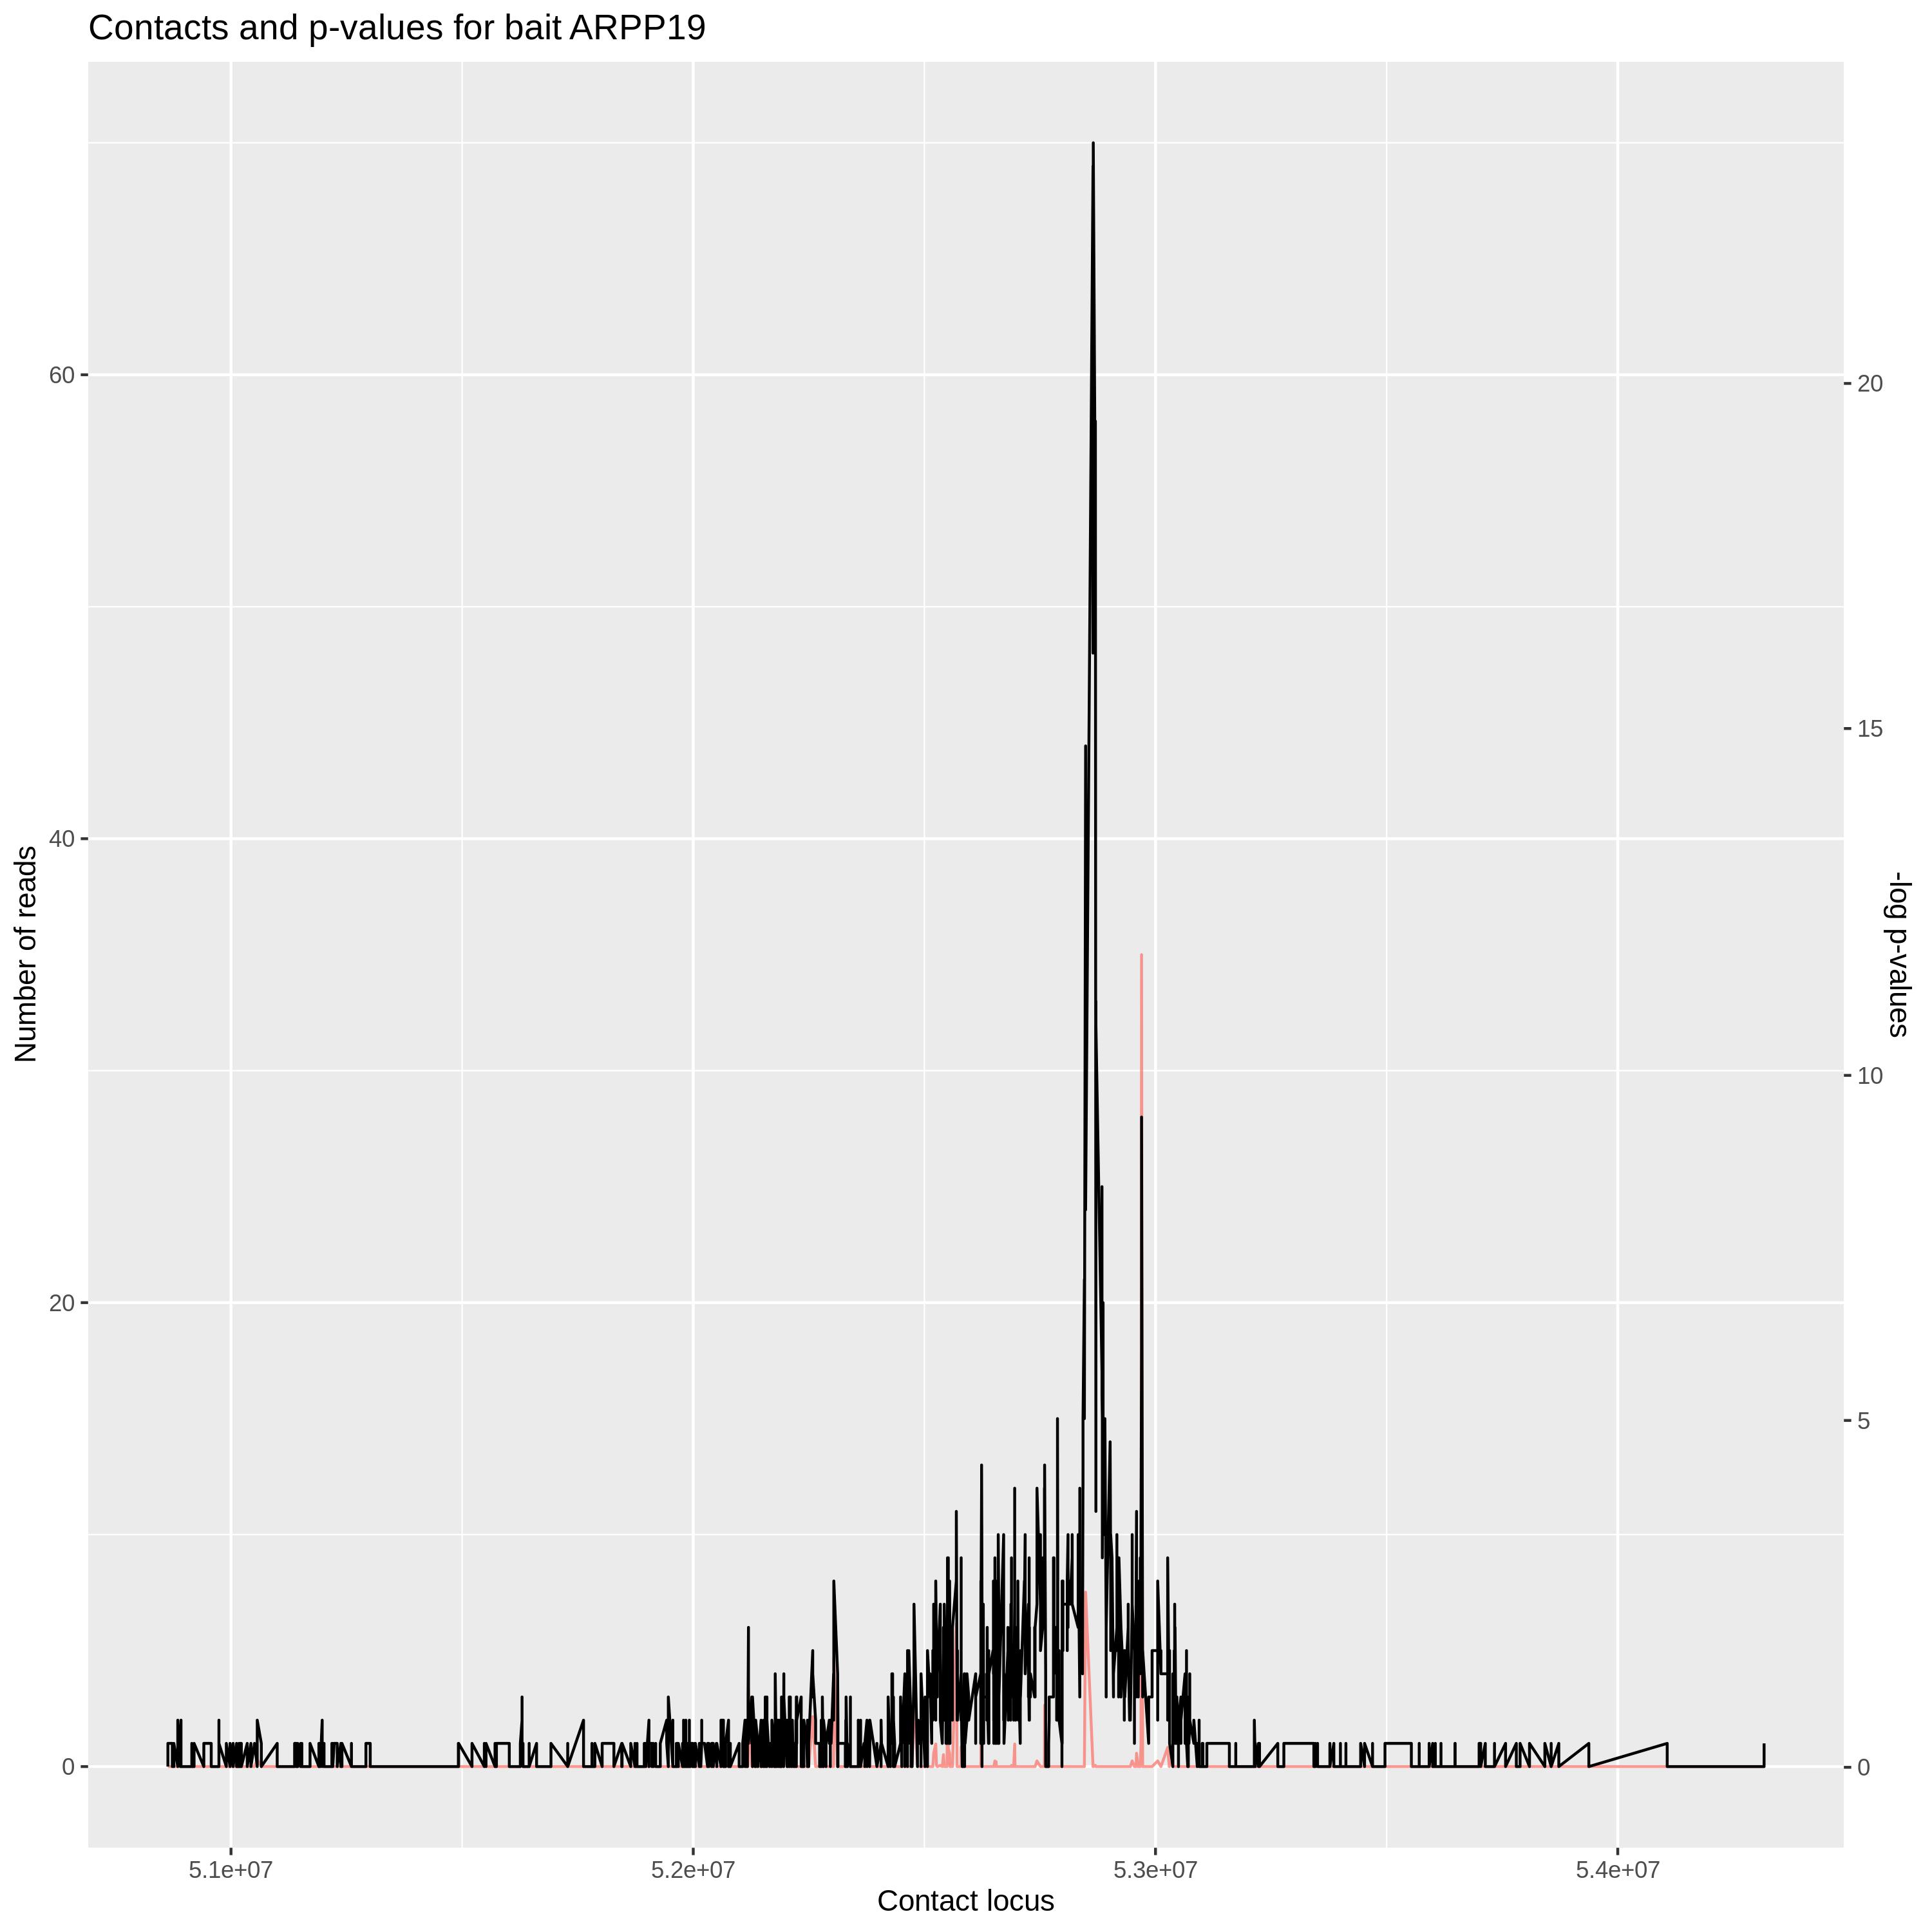 Contacts and p-values for bait ARPP19
Number of reads
60
40
20
0
20
15
10
5
0
-log p-values
5.1e+07
5.2e+07
5.3e+07
5.4e+07
Contact locus